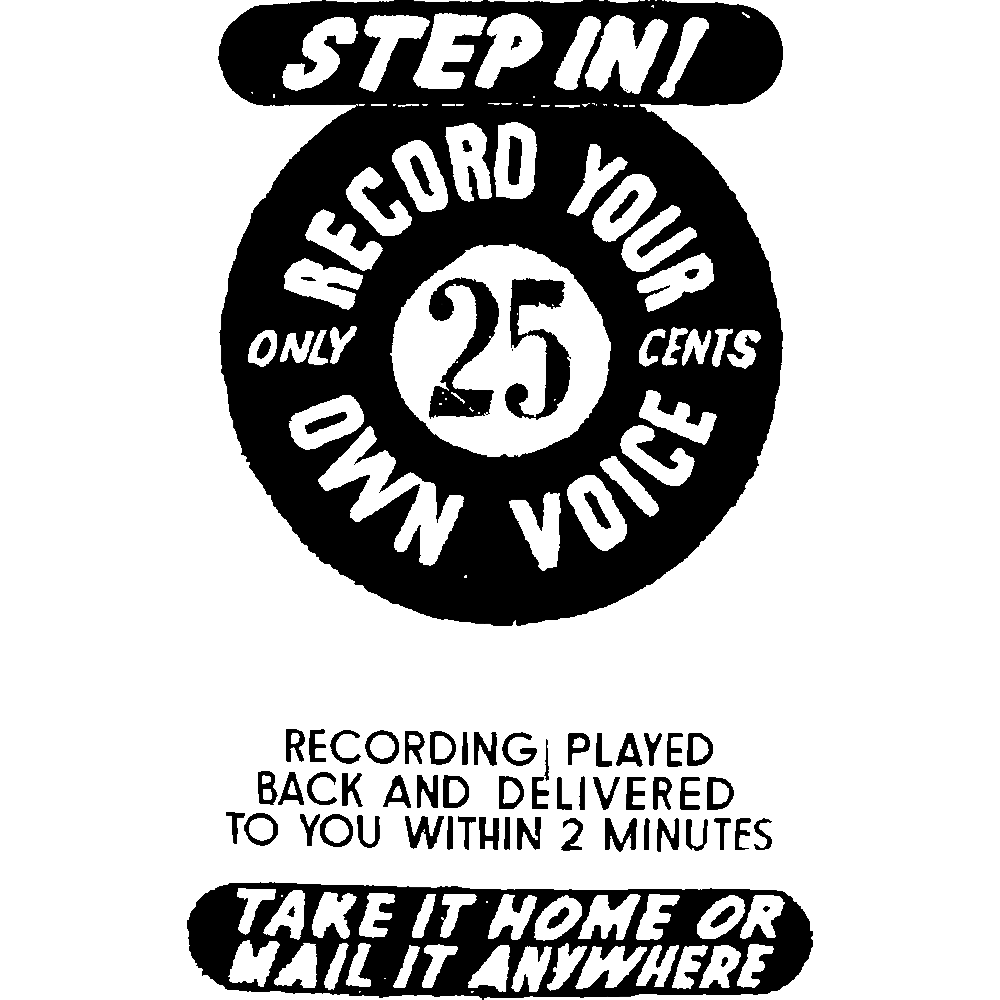 STEP IN!
RECORD YOUR
ONLY 25 CENTS
OWN VOICE
RECORDING PLAYED
BACK AND DELIVERED
TO YOU WITHIN 2 MINUTES
TAKE IT HOME OR
MAIL IT ANYWHERE